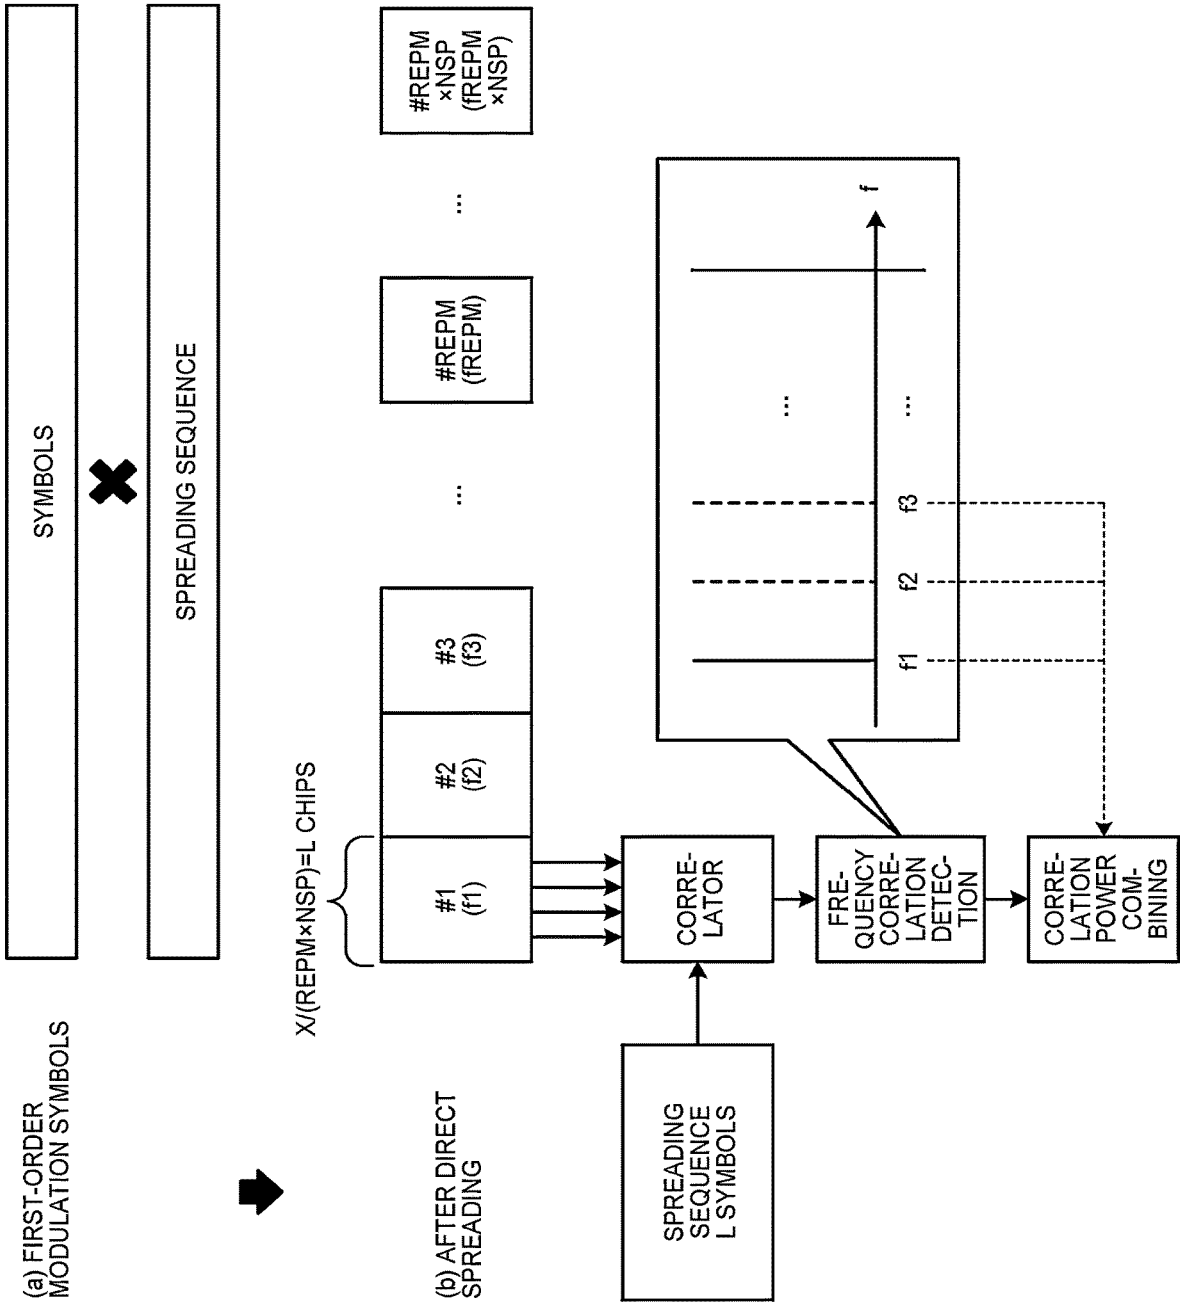 (a) FIRST-ORDER
MODULATION SYMBOLS
SYMBOLS
SPREADING SEQUENCE
(b) AFTER DIRECT
SPREADING
X/(REPM×NSP)=L CHIPS
#1
(f1)
#2
(f2)
#3
(f3)
...
#REPM
(fREPM)
...
#REPM
×NSP
(fREPM
×NSP)
SPREADING
SEQUENCE
L SYMBOLS
CORRE-
LATOR
FRE-
QUENCY
CORRE-
LATION
DETEC-
TION
CORRE-
LATION
POWER
COM-
BINING
...
f
f1
f2
f3
...